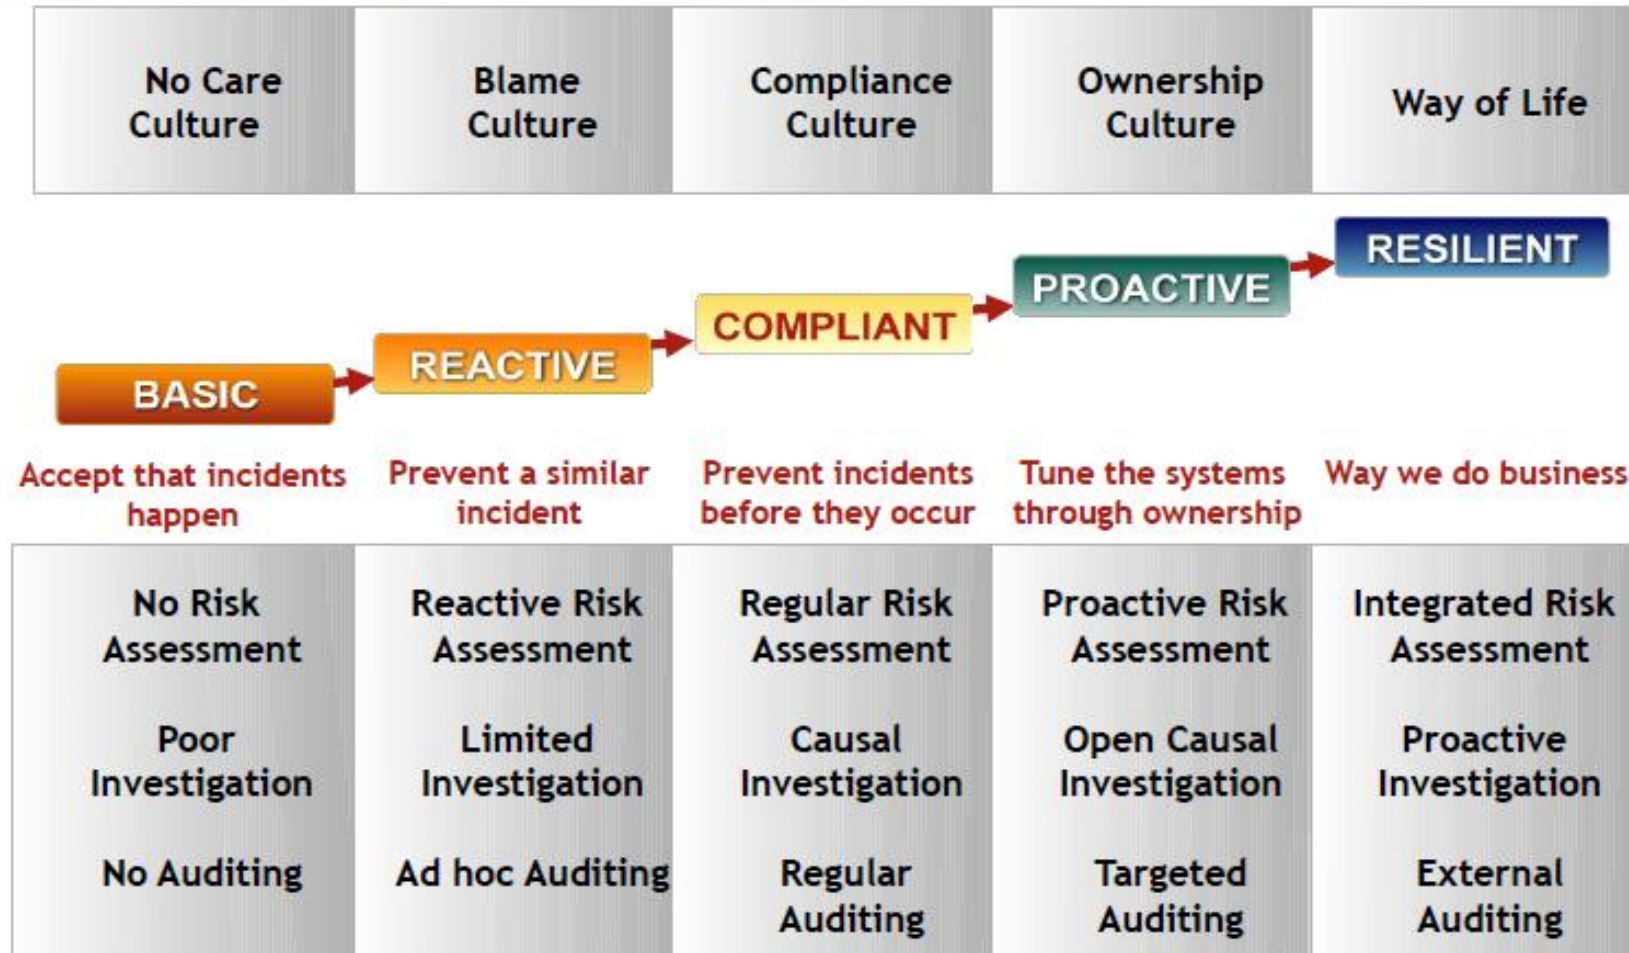 No Care
Culture
Blame
Culture
Compliance
Culture
Ownership
Culture
Way of Life
BASIC
REACTIVE
COMPLIANT
PROACTIVE
RESILIENT
Accept that incidents
happen
Prevent a similar
incident
Prevent incidents
before they occur
Tune the systems
through ownership
Way we do business
No Risk
Assessment
Reactive Risk
Assessment
Regular Risk
Assessment
Proactive Risk
Assessment
Integrated Risk
Assessment
Poor
Investigation
Limited
Investigation
Causal
Investigation
Open Causal
Investigation
Proactive
Investigation
No Auditing
Ad hoc Auditing
Regular
Auditing
Targeted
Auditing
External
Auditing